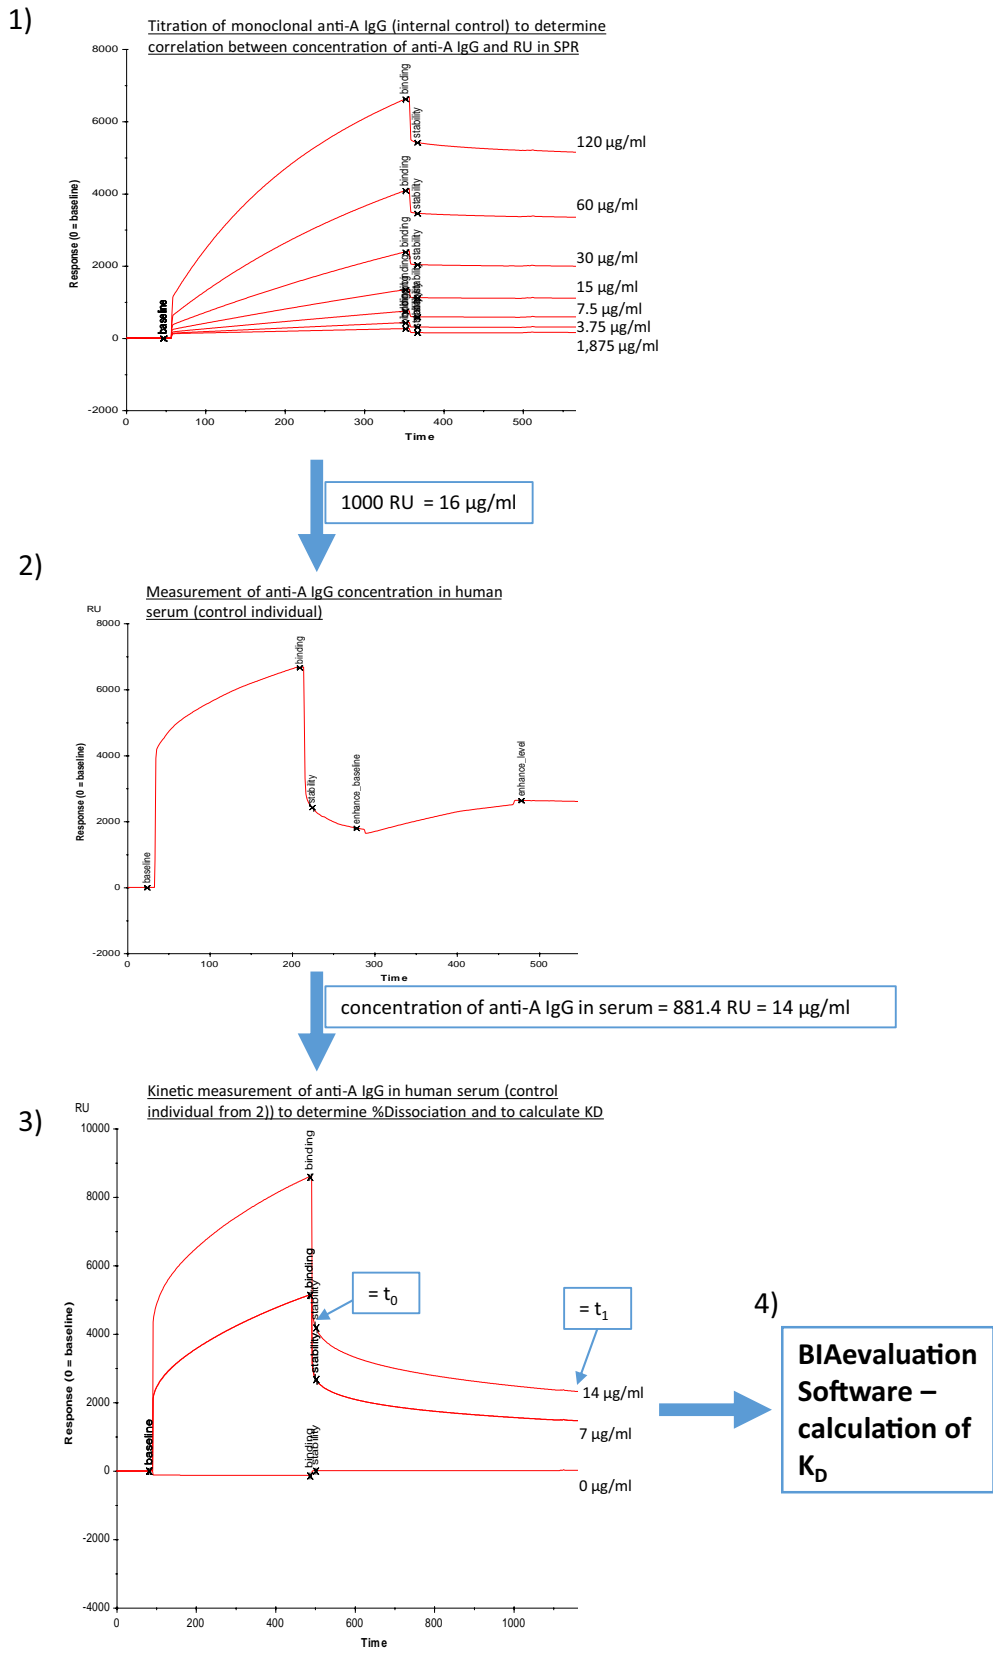 1)
Titration of monoclonal anti-A IgG (internal control) to determine
correlation between concentration of anti-A IgG and RU in SPR
8000
6000
4000
2000
0
-2000
Response (0 = baseline)
0 100 200 300 400 500
Time
baseline
binding
stability
binding
stability
binding
stability
binding
120 µg/ml
60 µg/ml
30 µg/ml
15 µg/ml
7.5 µg/ml
3.75 µg/ml
1,875 µg/ml
1000 RU = 16 µg/ml
2)
Measurement of anti-A IgG concentration in human
serum (control individual)
RU
8000
6000
4000
2000
0
-2000
Response (0 = baseline)
0 100 200 300 400 500
Time
baseline
binding
stability
enhance_baseline
enhance_level
concentration of anti-A IgG in serum = 881.4 RU = 14 µg/ml
3)
Kinetic measurement of anti-A IgG in human serum (control
individual from 2)) to determine %Dissociation and to calculate KD
RU
10000
8000
6000
4000
2000
0
-2000
-4000
Response (0 = baseline)
0 200 400 600 800 1000
Time
baseline
binding
binding
stability
stability
binding
stability
= t0
= t1
14 µg/ml
7 µg/ml
0 µg/ml
4)
BIAevaluation
Software –
calculation of
KD